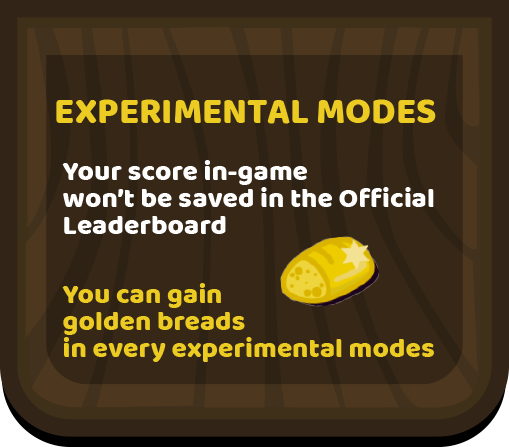 EXPERIMENTAL MODES
Your score in-game
won't be saved in the Official
Leaderboard
You can gain
golden breads
in every experimental modes